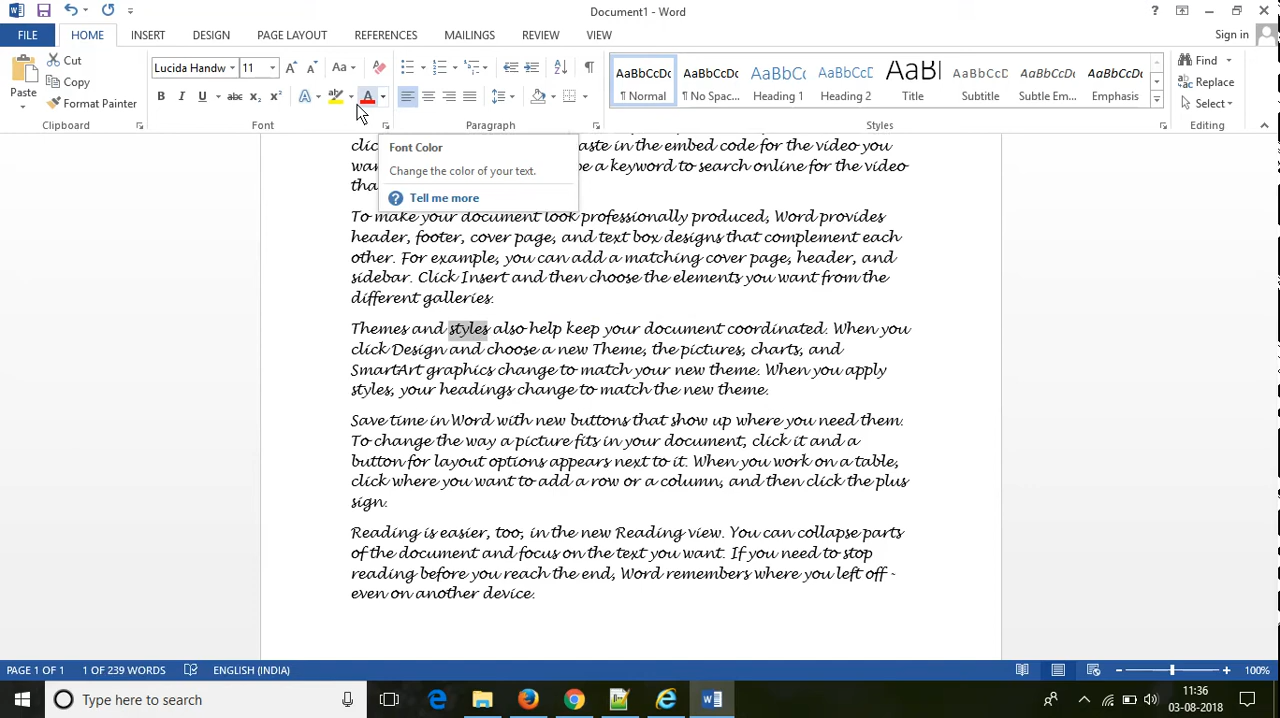 Document1 - Word
FILE HOME INSERT DESIGN PAGE LAYOUT REFERENCES MAILINGS REVIEW VIEW Sign in
Paste Cut Copy Format Painter
Clipboard
Lucida Handw 11 Aa
B I U abc X₂ X² A ab A
Font
Paragraph
AaBbCcDc AaBbCcDc AaBbCc AaBbCcD AaBl AaBbCcD AaBbCcDc AaBbCcDc
¶ Normal ¶ No Spac... Heading 1 Heading 2 Title Subtitle Subtle Em... Emphasis
Styles
Find
Replace
Select
Editing
Font Color
Change the color of your text.
Tell me more
aste in the embed code for the video you
e a keyword to search online for the video
tha
To make your document look professionally produced, Word provides
header, footer, cover page, and text box designs that complement each
other. For example, you can add a matching cover page, header, and
sidebar. Click Insert and then choose the elements you want from the
different galleries.
Themes and styles also help keep your document coordinated. When you
click Design and choose a new Theme, the pictures, charts, and
SmartArt graphics change to match your new theme. When you apply
styles, your headings change to match the new theme.
Save time in Word with new buttons that show up where you need them.
To change the way a picture fits in your document, click it and a
button for layout options appears next to it. When you work on a table,
click where you want to add a row or a column, and then click the plus
sign.
Reading is easier, too, in the new Reading view. You can collapse parts
of the document and focus on the text you want. If you need to stop
reading before you reach the end, Word remembers where you left off -
even on another device.
PAGE 1 OF 1 1 OF 239 WORDS ENGLISH (INDIA) 100%
Type here to search
11:36
03-08-2018